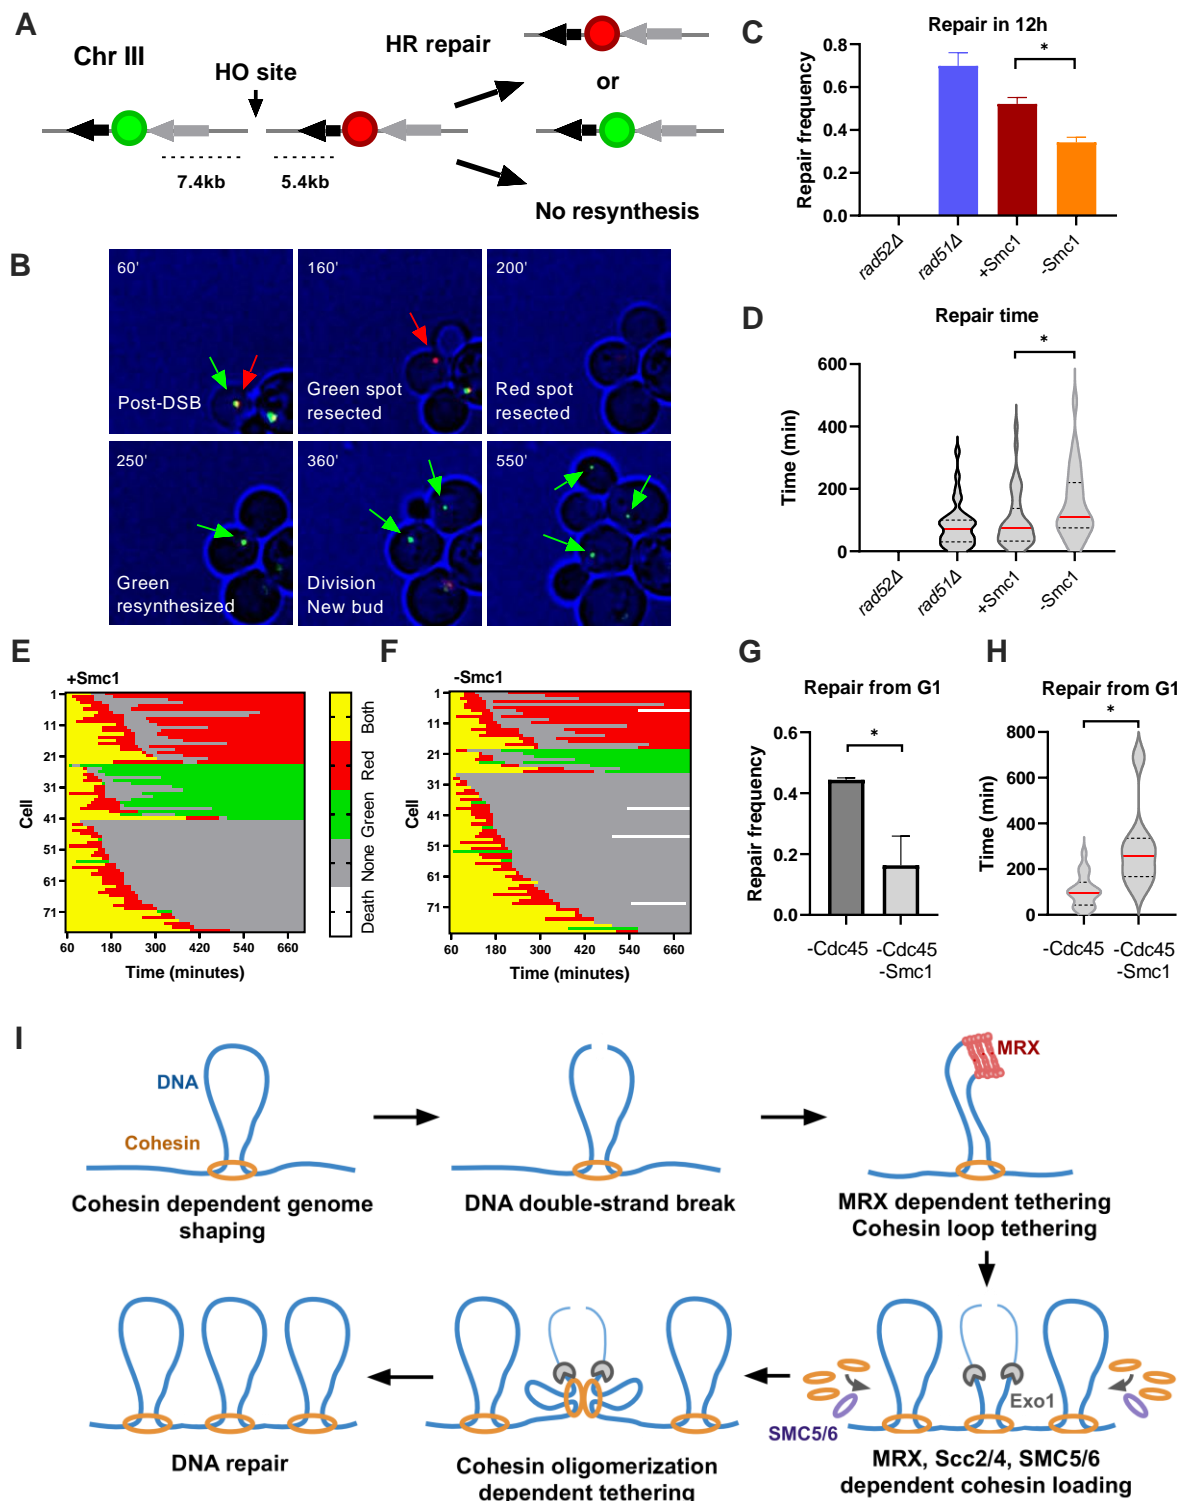 A
Chr III
HO site
7.4kb
5.4kb
HR repair
or
No resynthesis
B
60'
Post-DSB
160'
Green spot
resected
200'
Red spot
resected
250'
Green
resynthesized
360'
Division
New bud
550'
C
Repair in 12h
Repair frequency
0.8
0.6
0.4
0.2
0.0
*
rad52Δ
rad51Δ
+Smc1
-Smc1
D
Repair time
Time (min)
600
400
200
0
*
rad52Δ
rad51Δ
+Smc1
-Smc1
E
+Smc1
Cell
1
11
21
31
41
51
61
71
60
180
300
420
540
660
Time (minutes)
Both
Red
Green
None
Death
F
-Smc1
1
11
21
31
41
51
61
71
60
180
300
420
540
660
Time (minutes)
G
Repair from G1
Repair frequency
0.6
0.4
0.2
0.0
*
-Cdc45
-Cdc45
-Smc1
H
Repair from G1
Time (min)
800
600
400
200
0
*
-Cdc45
-Cdc45
-Smc1
I
DNA
Cohesin
Cohesin dependent genome
shaping
DNA double-strand break
MRX
MRX dependent tethering
Cohesin loop tethering
Exo1
SMC5/6
MRX, Scc2/4, SMC5/6
dependent cohesin loading
Cohesin oligomerization
dependent tethering
DNA repair